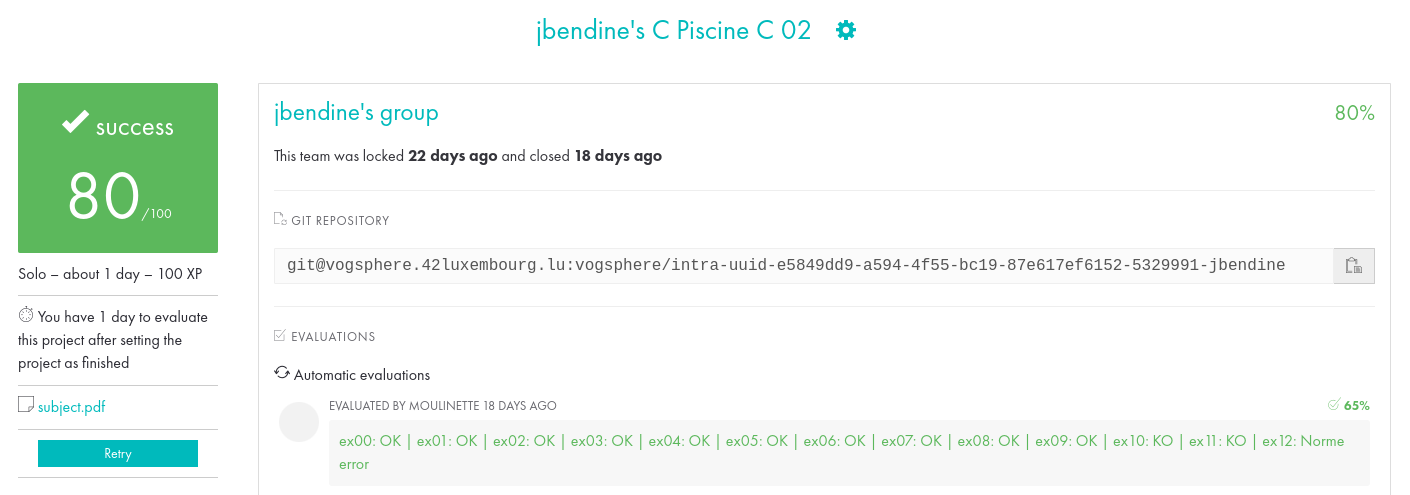 jbendine's C Piscine C 02
success
80/100
Solo – about 1 day – 100 XP
You have 1 day to evaluate
this project after setting the
project as finished
subject.pdf
Retry
jbendine's group 80%
This team was locked 22 days ago and closed 18 days ago
GIT REPOSITORY
git@vogsphere.42luxembourg.lu:vogsphere/intra-uuid-e5849dd9-a594-4f55-bc19-87e617ef6152-5329991-jbendine
EVALUATIONS
Automatic evaluations
EVALUATED BY MOULINETTE 18 DAYS AGO 65%
ex00: OK | ex01: OK | ex02: OK | ex03: OK | ex04: OK | ex05: OK | ex06: OK | ex07: OK | ex08: OK | ex09: OK | ex10: KO | ex11: KO | ex12: Norme
error